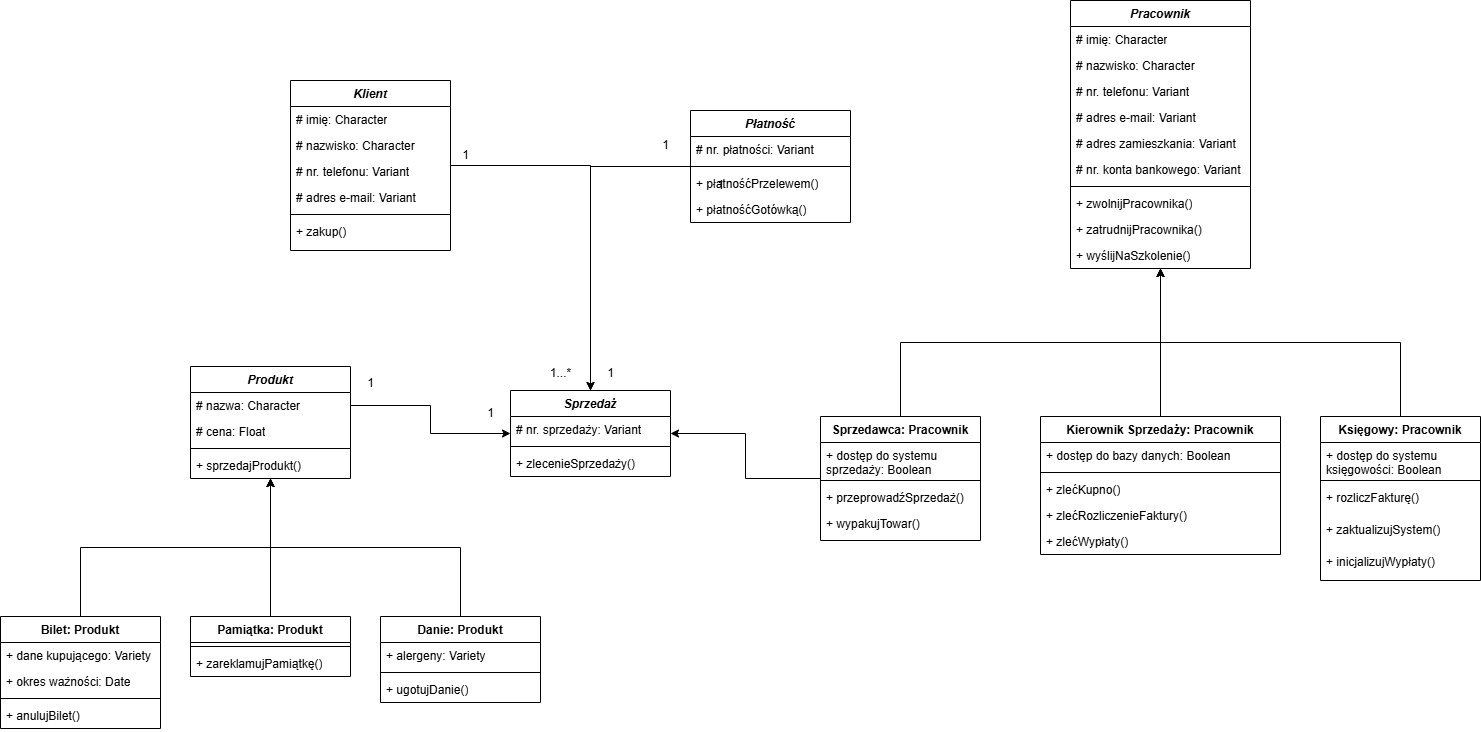 Pracownik
# imię: Character
# nazwisko: Character
# nr. telefonu: Variant
# adres e-mail: Variant
# adres zamieszkania: Variant
# nr. konta bankowego: Variant
+ zwolnijPracownika()
+ zatrudnijPracownika()
+ wyślijNaSzkolenie()
Klient
# imię: Character
# nazwisko: Character
# nr. telefonu: Variant
# adres e-mail: Variant
+ zakup()
1
1
Płatność
# nr. płatności: Variant
+ płatnośćPrzelewem()
+ płatnośćGotówką()
Produkt
# nazwa: Character
# cena: Float
+ sprzedajProdukt()
1
1
1...*
1
Sprzedaż
# nr. sprzedaży: Variant
+ zlecenieSprzedaży()
Sprzedawca: Pracownik
+ dostęp do systemu
sprzedaży: Boolean
+ przeprowadźSprzedaż()
+ wypakujTowar()
Kierownik Sprzedaży: Pracownik
+ dostęp do bazy danych: Boolean
+ zlećKupno()
+ zlećRozliczenieFaktury()
+ zlećWypłaty()
Księgowy: Pracownik
+ dostęp do systemu
księgowości: Boolean
+ rozliczFakturę()
+ zaktualizujSystem()
+ inicjalizujWypłaty()
Bilet: Produkt
+ dane kupującego: Variety
+ okres ważności: Date
+ anulujBilet()
Pamiątka: Produkt
+ zareklamujPamiątkę()
Danie: Produkt
+ alergeny: Variety
+ ugotujDanie()